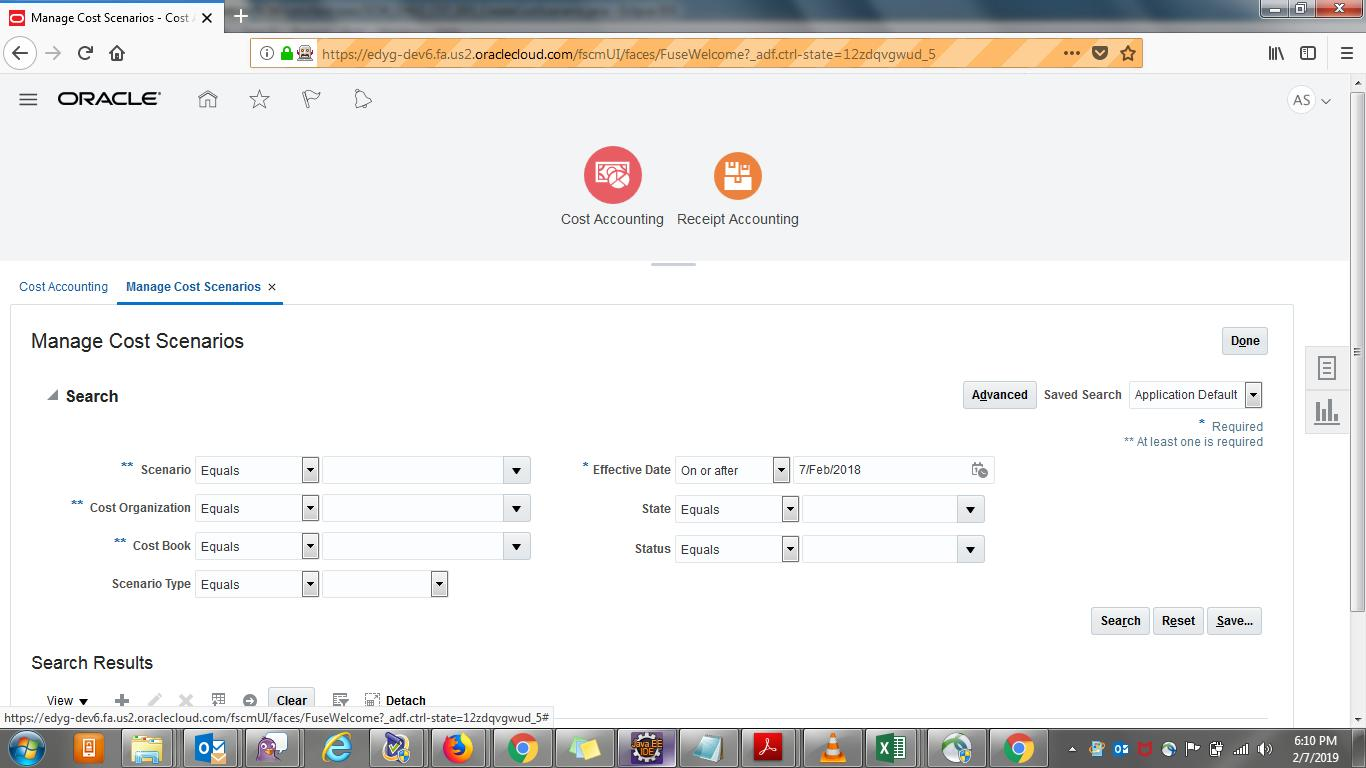 Manage Cost Scenarios - Cost A
https://edyg-dev6.fa.us2.oraclecloud.com/fscmUI/faces/FuseWelcome?_adf.ctrl-state=12zdqvgwud_5
ORACLE
AS
Cost Accounting
Receipt Accounting
Cost Accounting
Manage Cost Scenarios
Manage Cost Scenarios
Done
Search
Advanced
Saved Search
Application Default
* Required
** At least one is required
** Scenario
Equals
* Effective Date
On or after
7/Feb/2018
** Cost Organization
Equals
State
Equals
** Cost Book
Equals
Status
Equals
Scenario Type
Equals
Search
Reset
Save...
Search Results
View
Clear
Detach
https://edyg-dev6.fa.us2.oraclecloud.com/fscmUI/faces/FuseWelcome?_adf.ctrl-state=12zdqvgwud_5#
Java EE
IDE
6:10 PM
2/7/2019